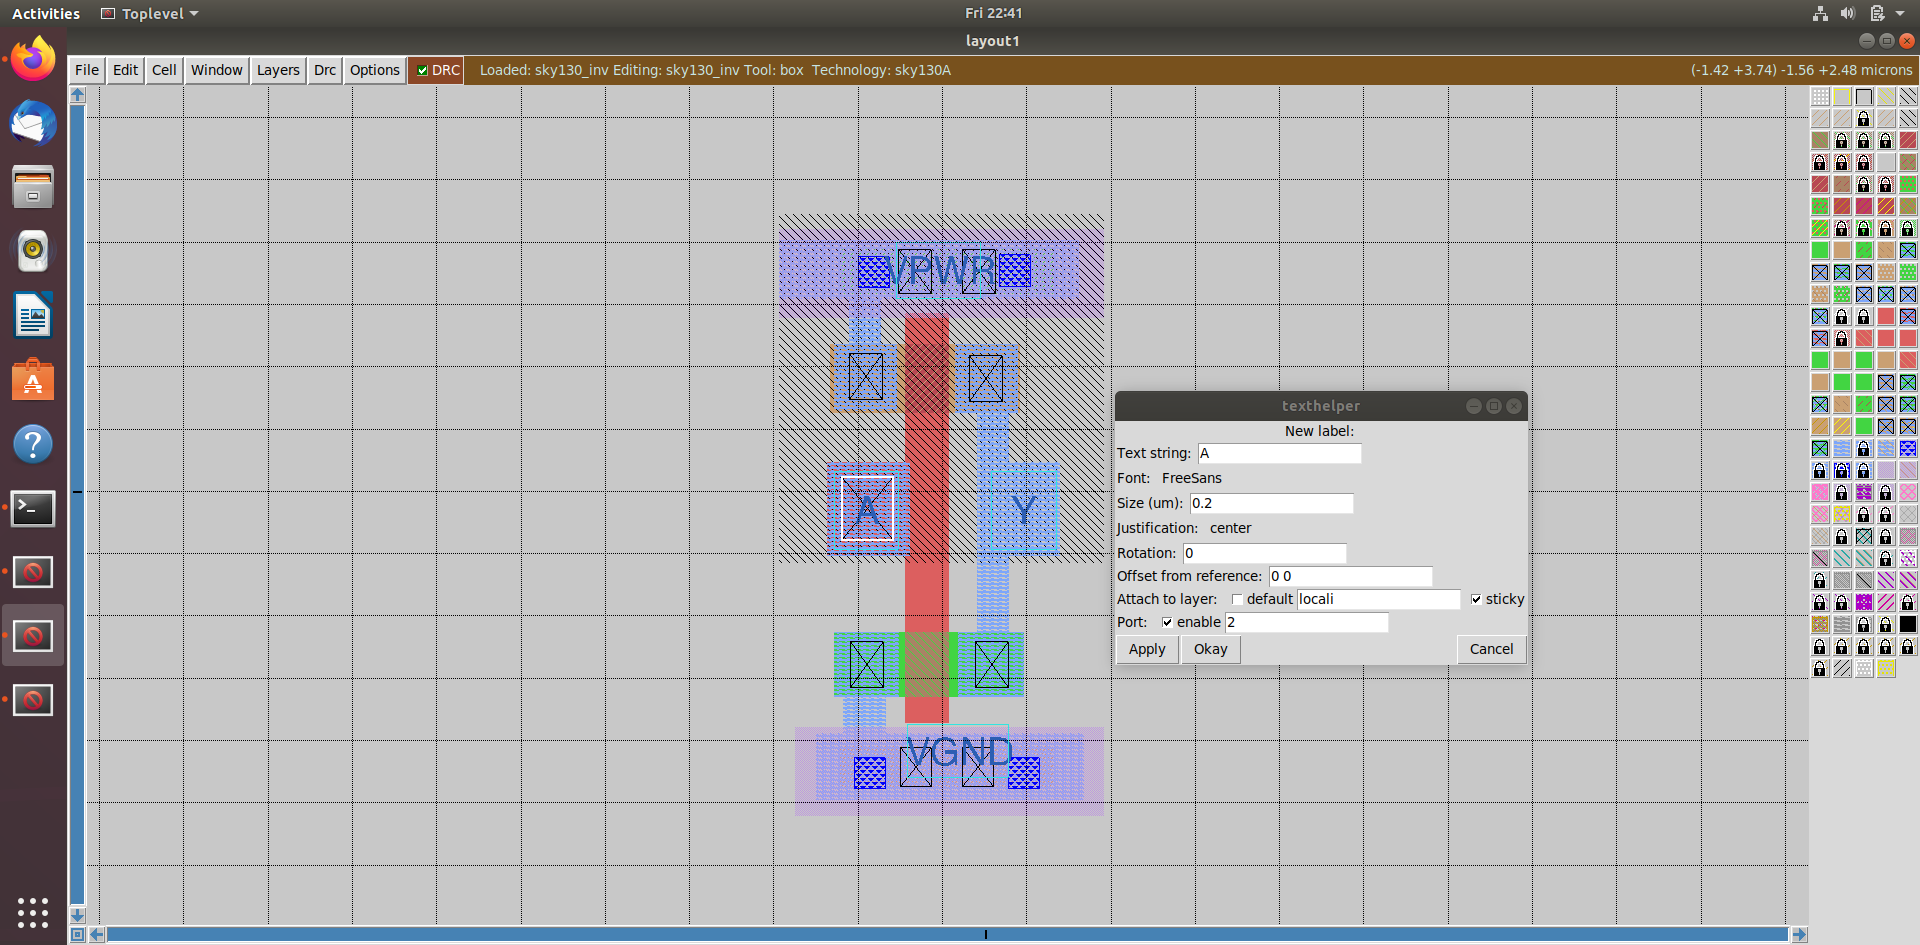 Activities Toplevel Fri 22:41
layout1
File Edit Cell Window Layers Drc Options DRC Loaded: sky130_inv Editing: sky130_inv Tool: box Technology: sky130A (-1.42 +3.74) -1.56 +2.48 microns
VPWR
A
Y
VGND
texthelper
New label:
Text string: A
Font: FreeSans
Size (um): 0.2
Justification: center
Rotation: 0
Offset from reference: 0 0
Attach to layer: default locali sticky
Port: enable 2
Apply Okay Cancel